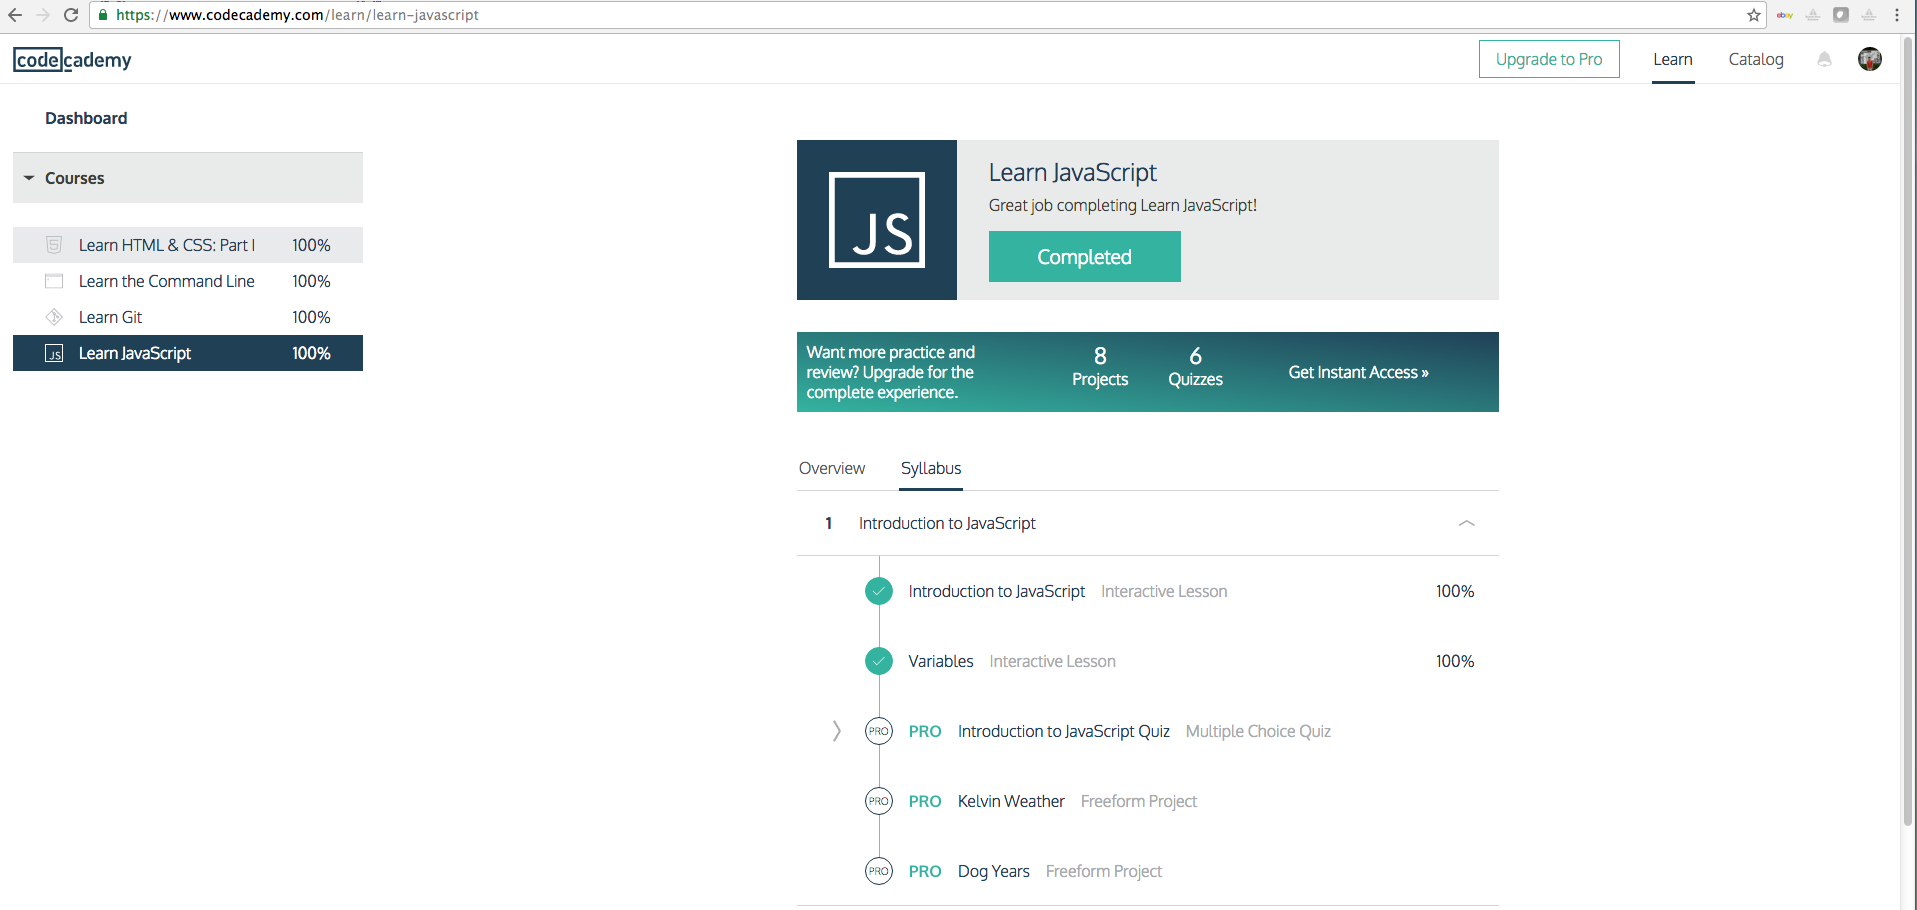 https://www.codecademy.com/learn/learn-javascript
ebay
codecademy
Upgrade to Pro
Learn
Catalog
Dashboard
Courses
Learn HTML & CSS: Part I 100%
Learn the Command Line 100%
Learn Git 100%
JS Learn JavaScript 100%
JS
Learn JavaScript
Great job completing Learn JavaScript!
Completed
Want more practice and
review? Upgrade for the
complete experience.
8
Projects
6
Quizzes
Get Instant Access »
Overview
Syllabus
1 Introduction to JavaScript
Introduction to JavaScript Interactive Lesson 100%
Variables Interactive Lesson 100%
PRO PRO Introduction to JavaScript Quiz Multiple Choice Quiz
PRO PRO Kelvin Weather Freeform Project
PRO PRO Dog Years Freeform Project